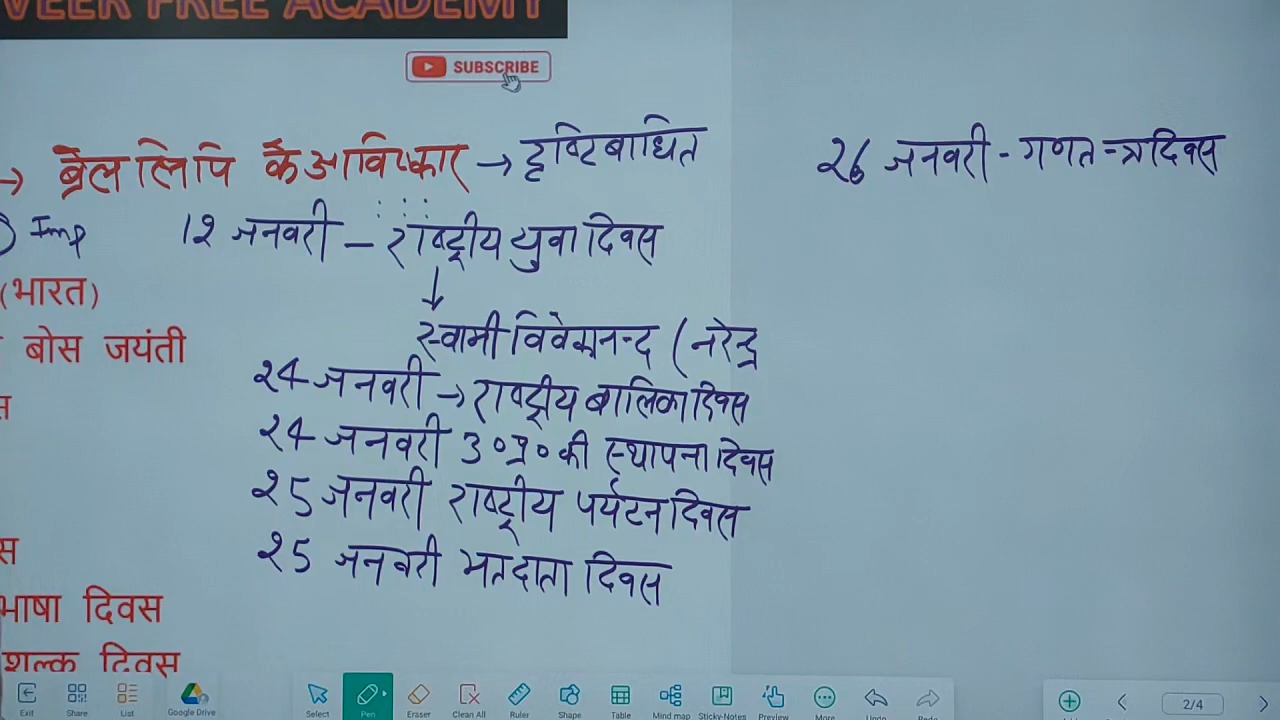 VEER FREE ACADEMY
SUBSCRIBE
→ ब्रेल लिपि के आविष्कार → दृष्टिबाधित
26 जनवरी - गणतन्त्र दिवस
Imp 12 जनवरी – राष्ट्रीय युवा दिवस
↓
(भारत)
स्वामी विवेकानन्द (नरेन्द्र
बोस जयंती
24 जनवरी → राष्ट्रीय बालिका दिवस
24 जनवरी उ०प्र० की स्थापना दिवस
25 जनवरी राष्ट्रीय पर्यटन दिवस
25 जनवरी मतदाता दिवस
स
भाषा दिवस
शुल्क दिवस
Exit Share List Google Drive Select Pen Eraser Clean All Ruler Shape Table Mind map Sticky-Notes Preview More Undo Redo 2/4